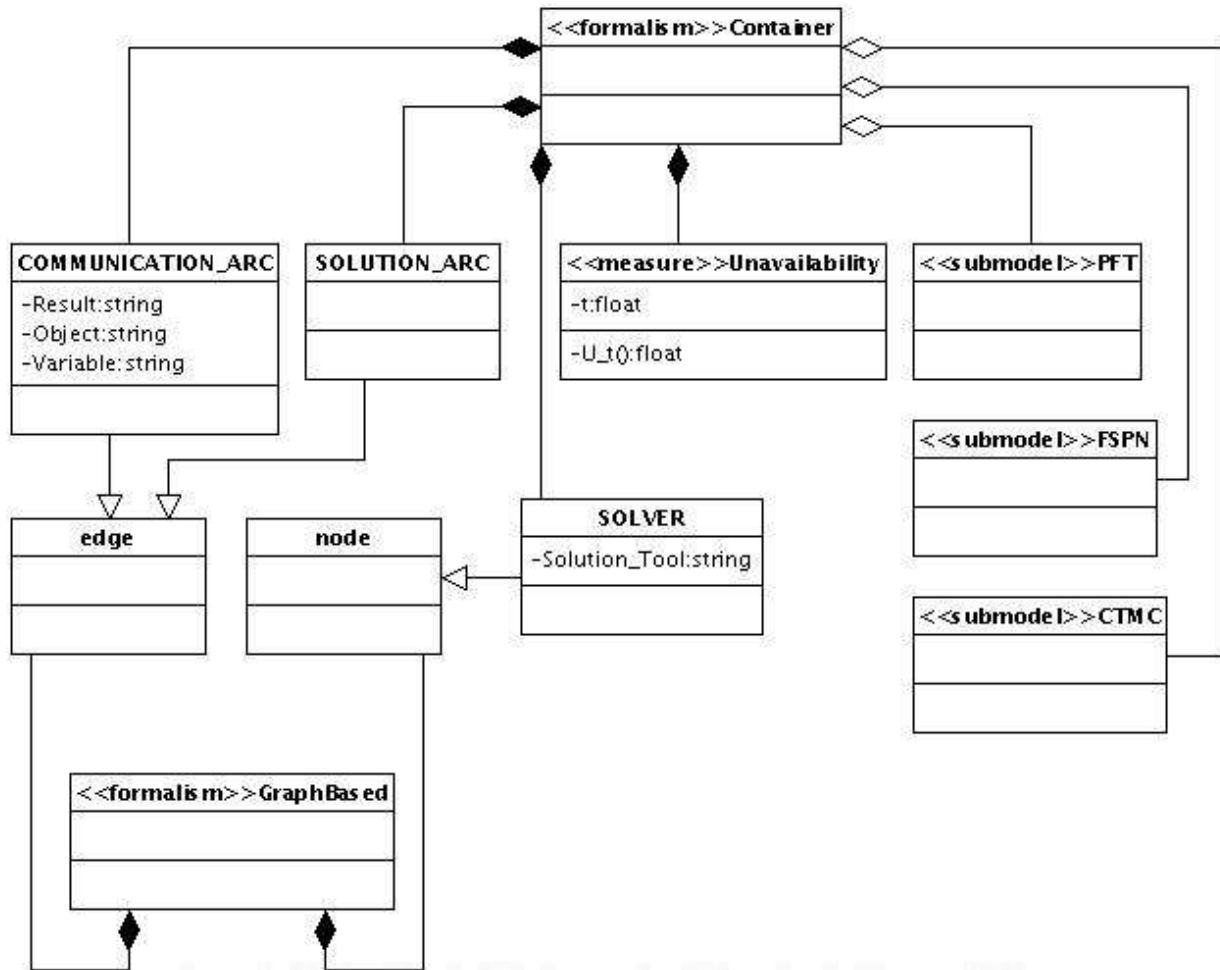 <<formalism>>Container
COMMUNICATION_ARC
-Result:string
-Object:string
-Variable:string
SOLUTION_ARC
<<measure>>Unavailability
-t:float
-U_t():float
<<submodel>>PFT
<<submodel>>FSPN
edge
node
SOLVER
-Solution_Tool:string
<<submodel>>CTMC
<<formalism>>GraphBased